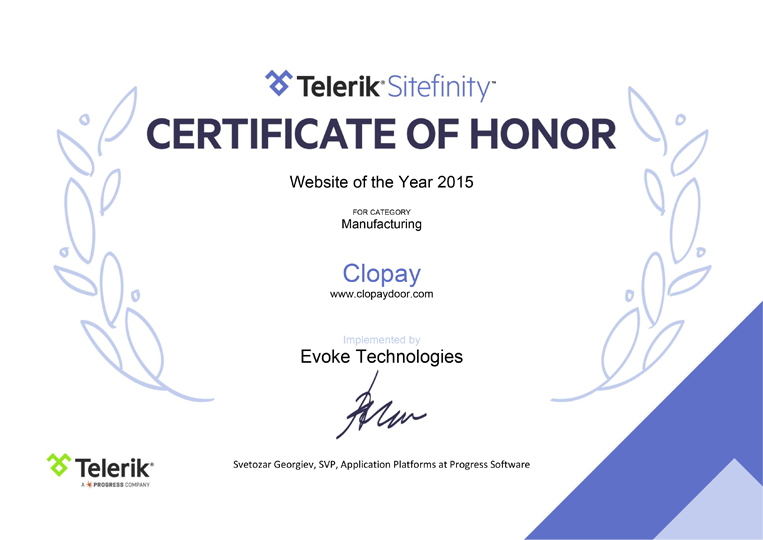 Telerik® Sitefinity™
CERTIFICATE OF HONOR
Website of the Year 2015
FOR CATEGORY
Manufacturing
Clopay
www.clopaydoor.com
Implemented by
Evoke Technologies
Svetozar Georgiev, SVP, Application Platforms at Progress Software
Telerik®
A PROGRESS COMPANY